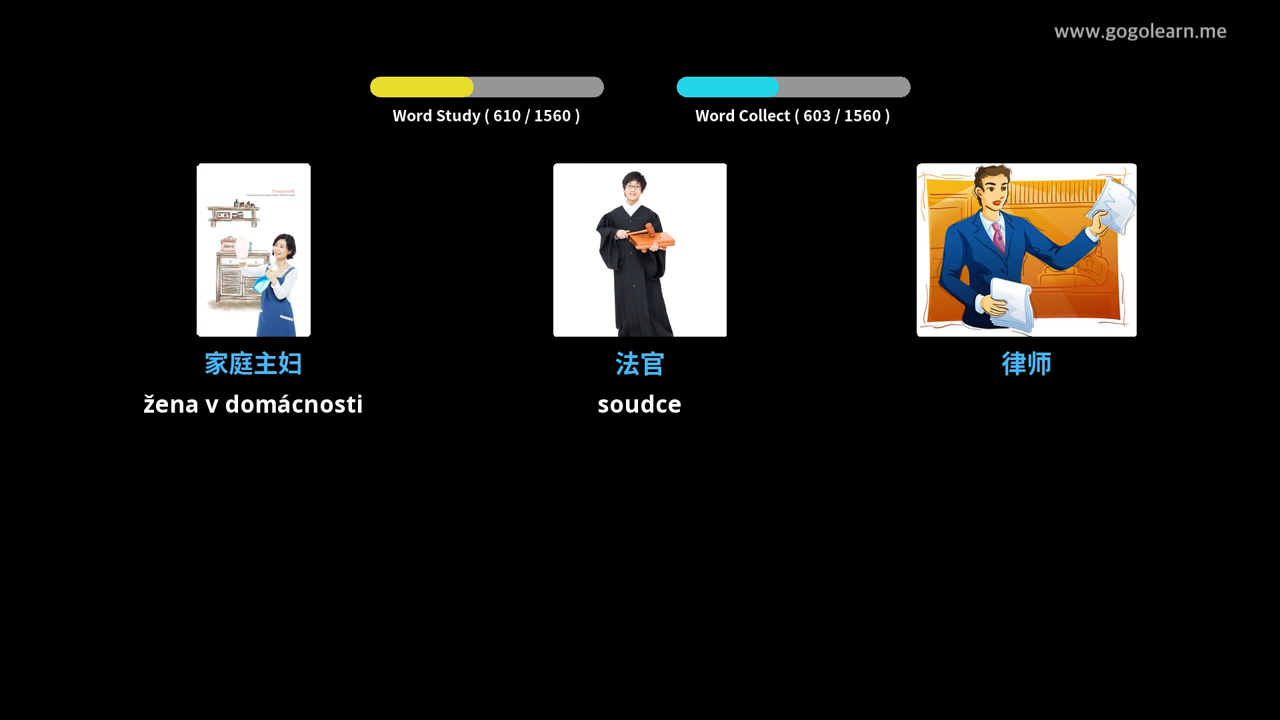 www.gogolearn.me
Word Study ( 610 / 1560 )
Word Collect ( 603 / 1560 )
家庭主妇
法官
律师
žena v domácnosti
soudce